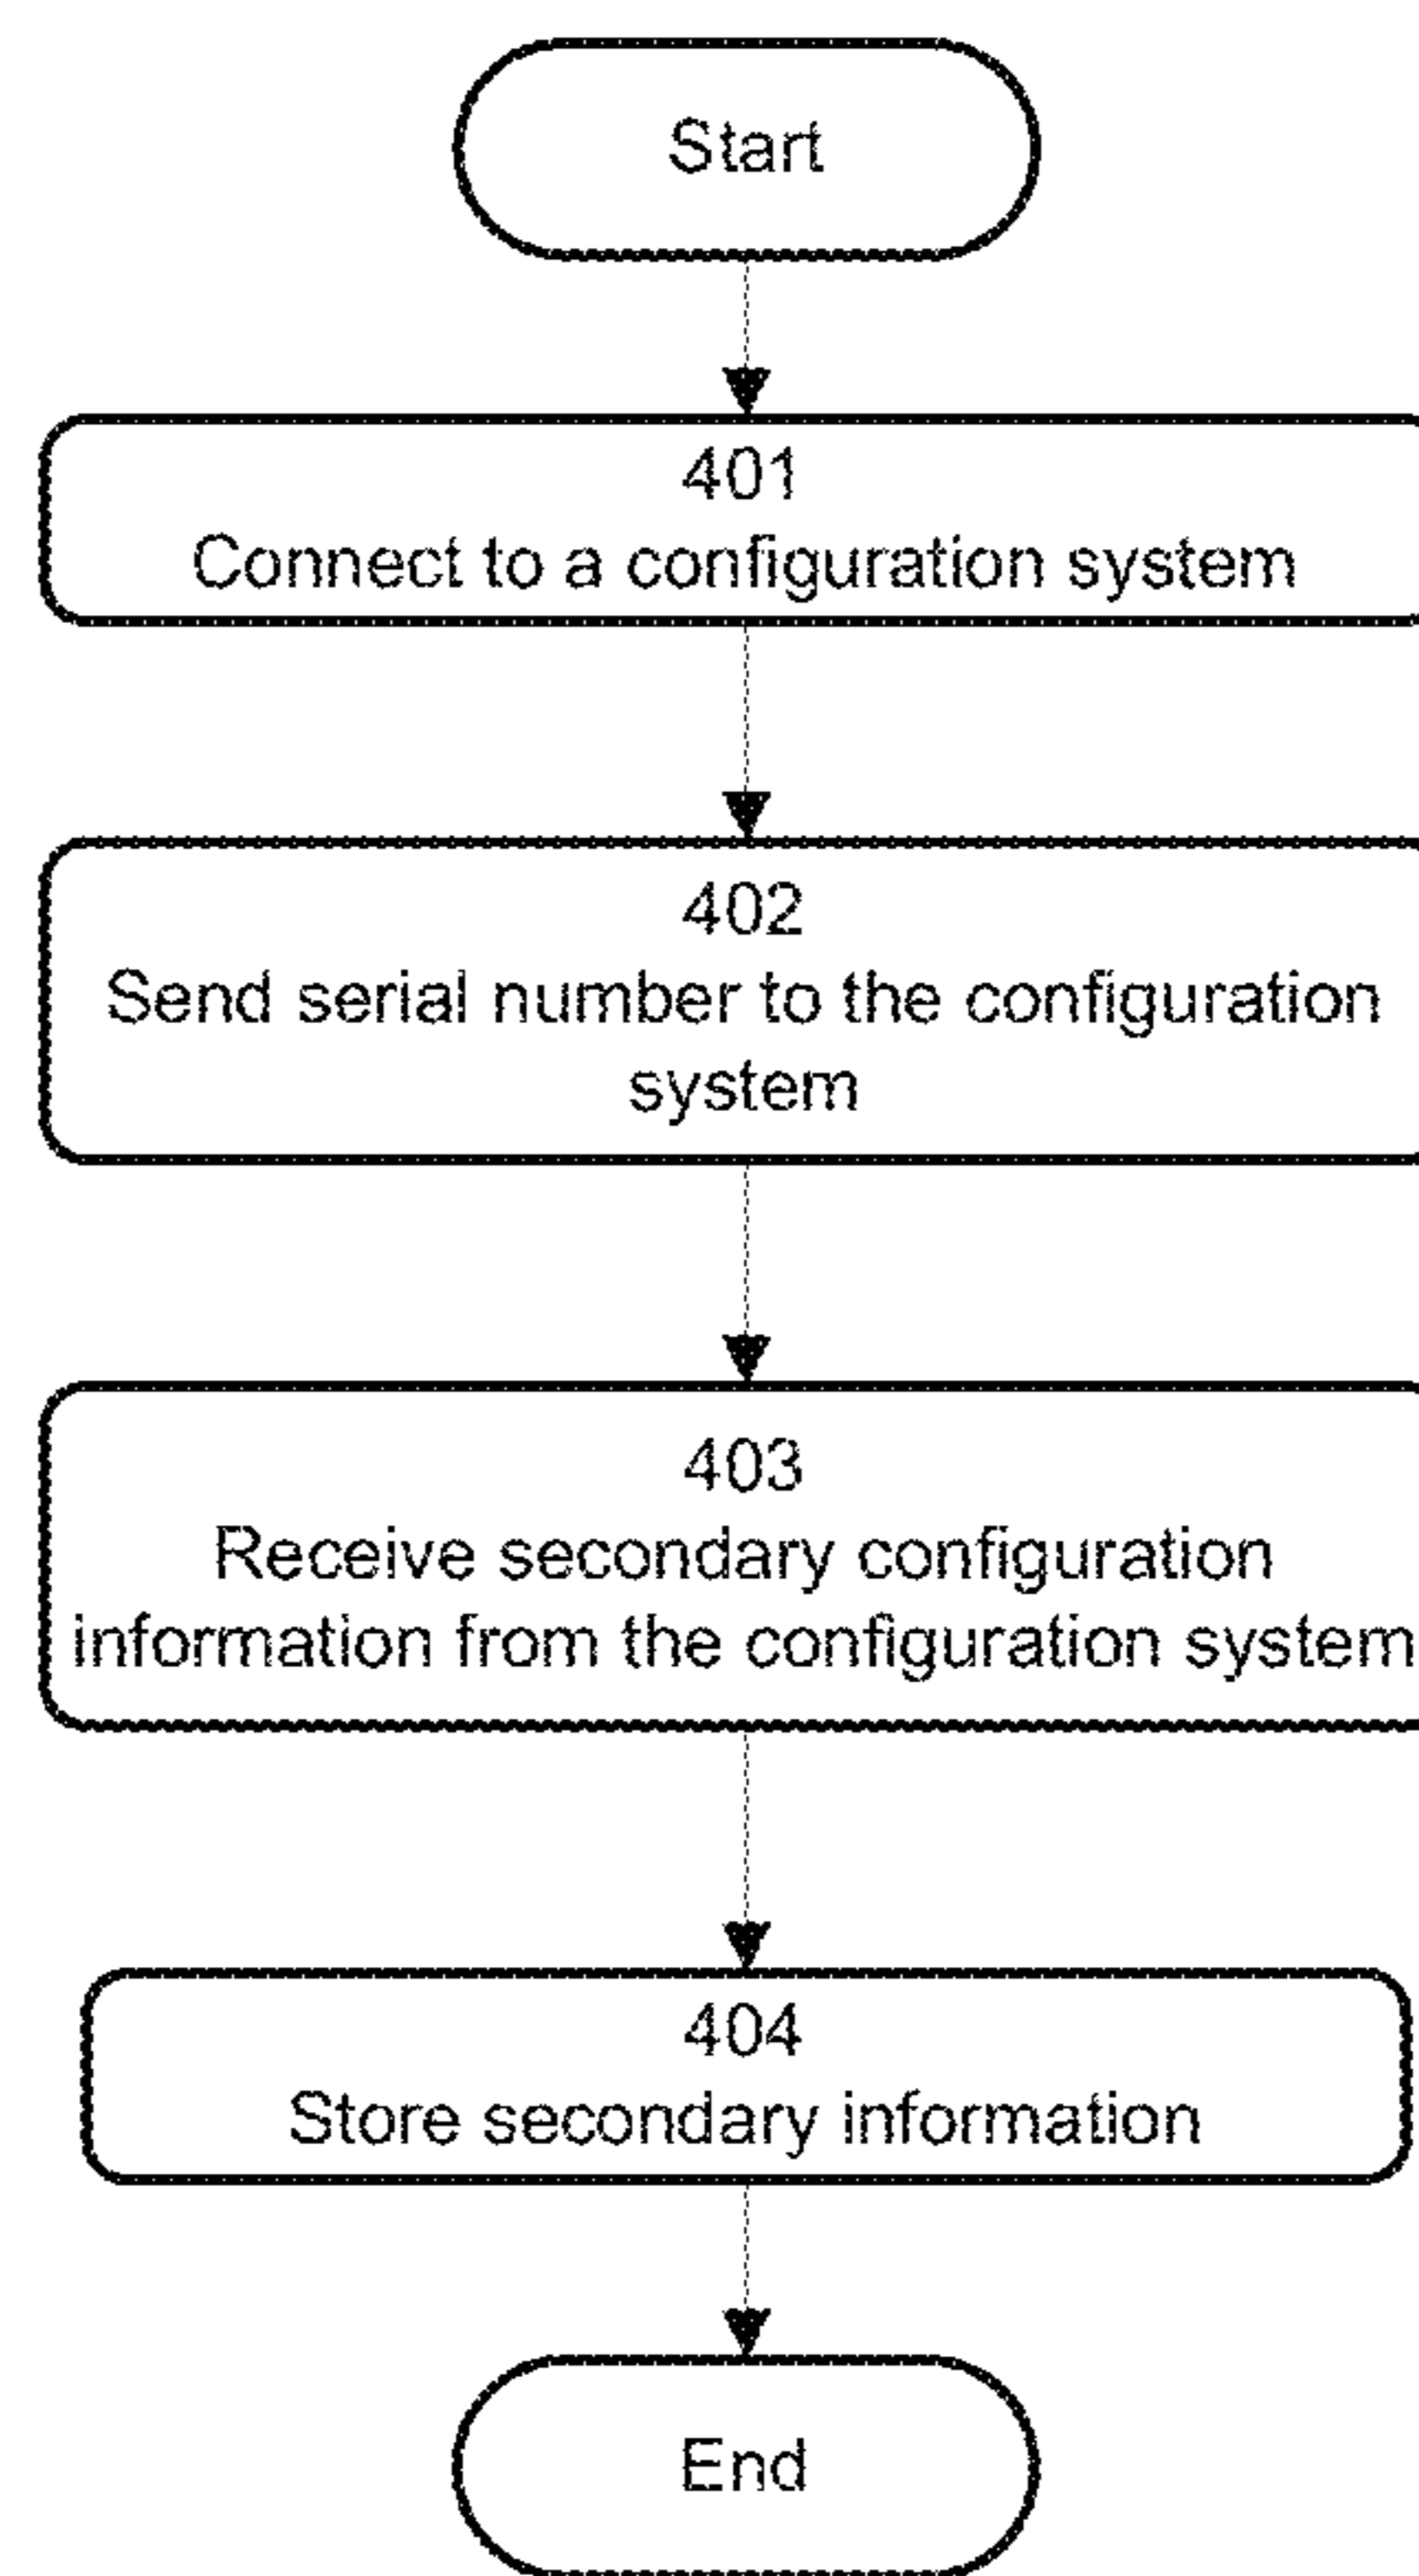 Start
401
Connect to a configuration system
402
Send serial number to the configuration
system
403
Receive secondary configuration
information from the configuration system
404
Store secondary information
End